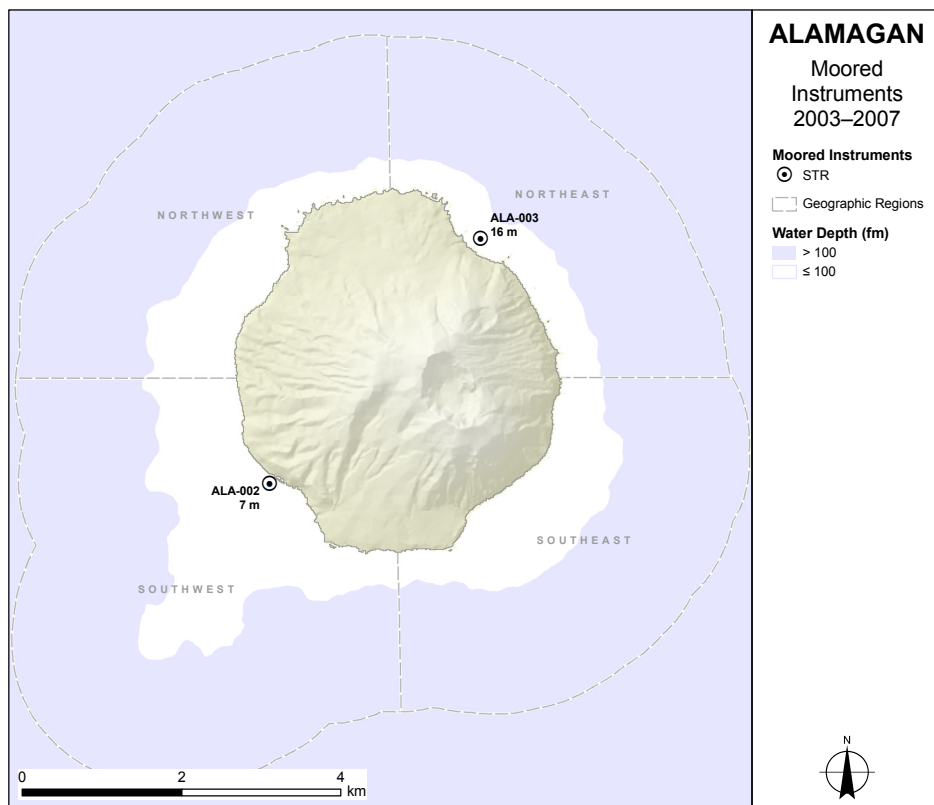 ALAMAGAN
Moored
Instruments
2003–2007
Moored Instruments
STR
Geographic Regions
Water Depth (fm)
> 100
≤ 100
NORTHWEST
NORTHEAST
ALA-003
16 m
ALA-002
7 m
SOUTHEAST
SOUTHWEST
0 2 4
km
N